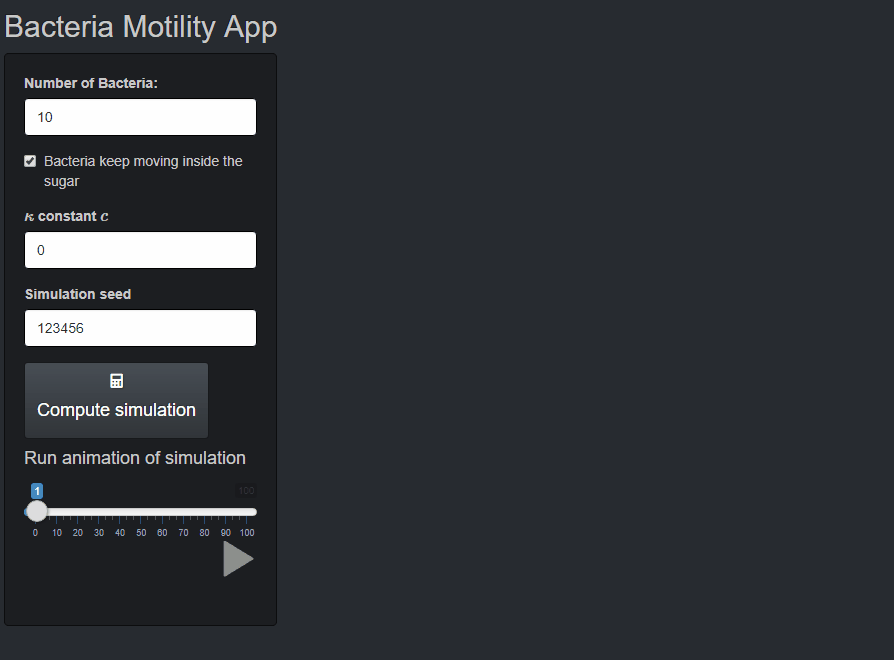 Bacteria Motility App
Number of Bacteria:
10
Bacteria keep moving inside the
sugar
κ constant c
0
Simulation seed
123456
Compute simulation
Run animation of simulation
1 100
0 10 20 30 40 50 60 70 80 90 100